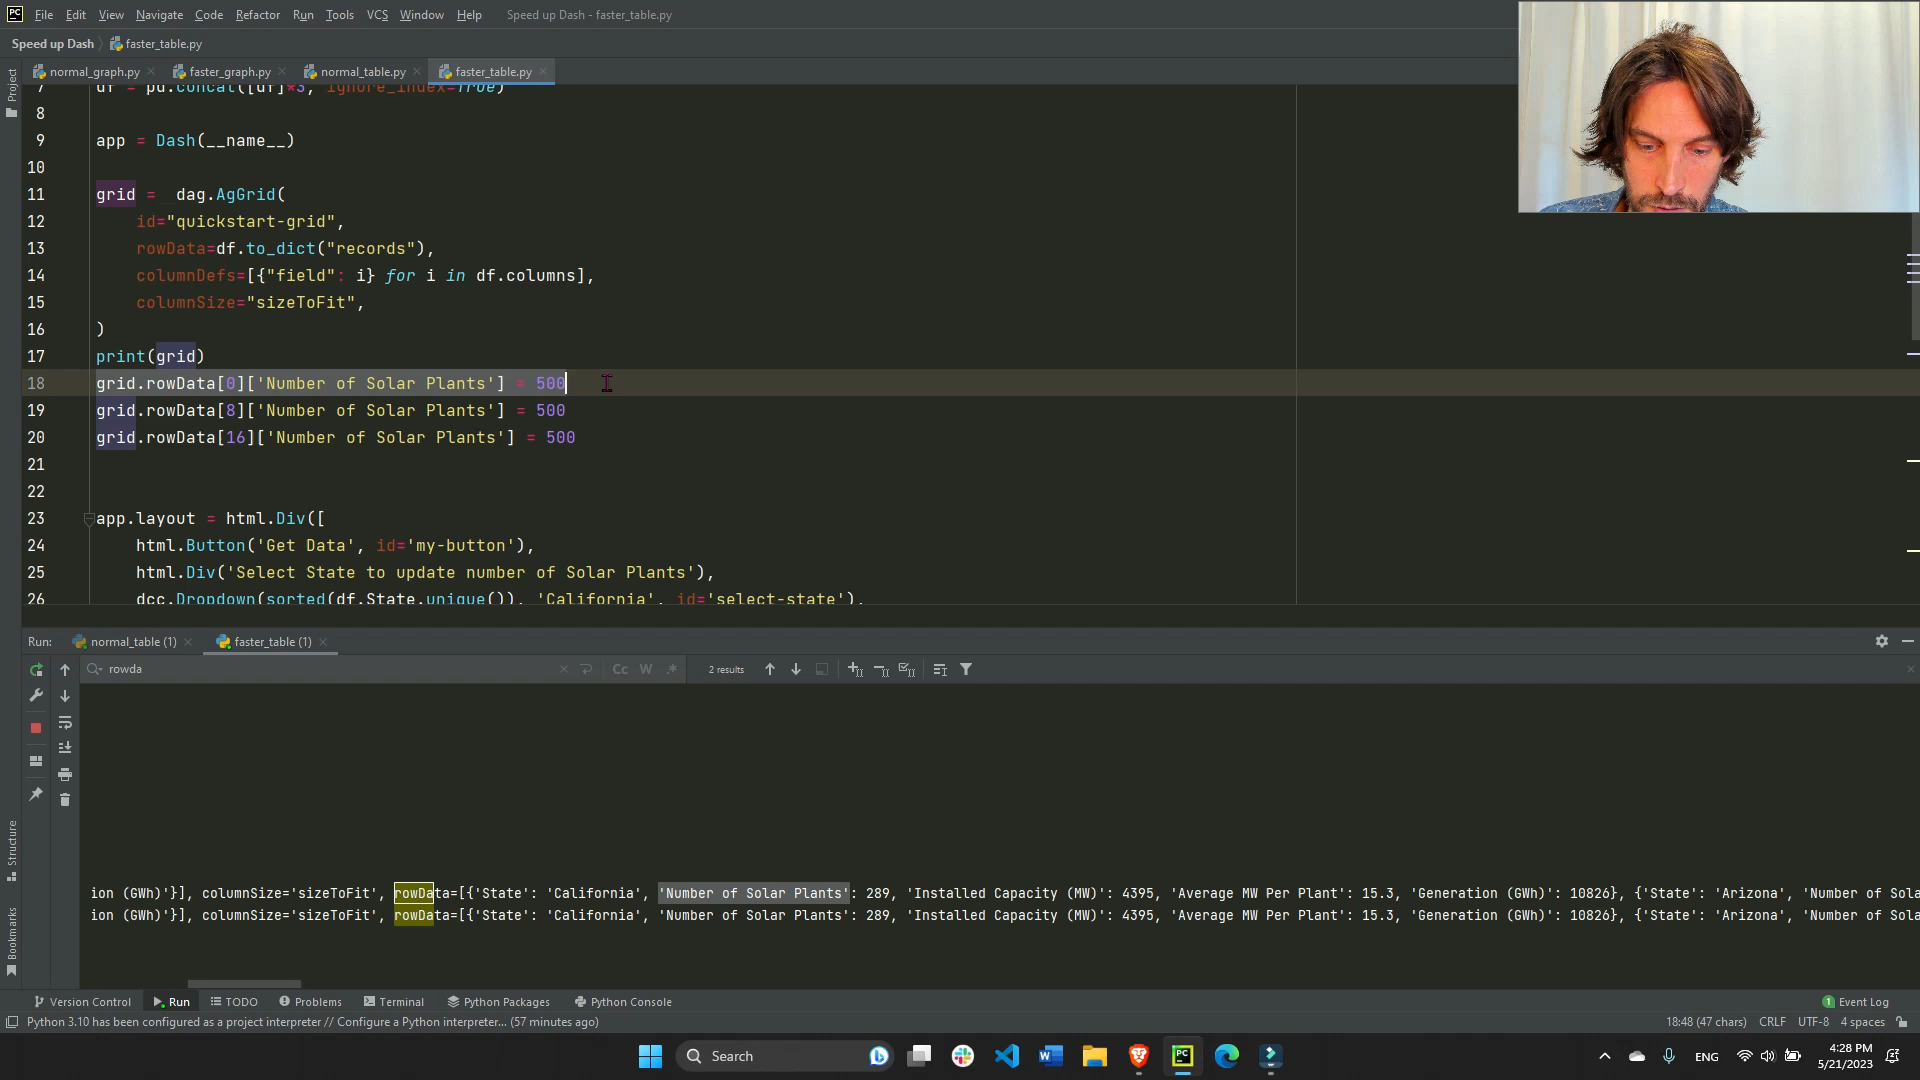 PC File Edit View Navigate Code Refactor Run Tools VCS Window Help Speed up Dash - faster_table.py
Speed up Dash faster_table.py
normal_graph.py faster_graph.py normal_table.py faster_table.py
Project
7 df = pd.concat([df]*3, ignore_index=True)
8
9 app = Dash(__name__)
10
11 grid = dag.AgGrid(
12 id="quickstart-grid",
13 rowData=df.to_dict("records"),
14 columnDefs=[{"field": i} for i in df.columns],
15 columnSize="sizeToFit",
16 )
17 print(grid)
18 grid.rowData[0]['Number of Solar Plants'] = 500
19 grid.rowData[8]['Number of Solar Plants'] = 500
20 grid.rowData[16]['Number of Solar Plants'] = 500
21
22
23 app.layout = html.Div([
24 html.Button('Get Data', id='my-button'),
25 html.Div('Select State to update number of Solar Plants'),
26 dcc.Dropdown(sorted(df.State.unique()), 'California', id='select-state'),
Run: normal_table (1) faster_table (1)
rowda Cc W .* 2 results
ion (GWh)'}], columnSize='sizeToFit', rowData=[{'State': 'California', 'Number of Solar Plants': 289, 'Installed Capacity (MW)': 4395, 'Average MW Per Plant': 15.3, 'Generation (GWh)': 10826}, {'State': 'Arizona', 'Number of Sola
ion (GWh)'}], columnSize='sizeToFit', rowData=[{'State': 'California', 'Number of Solar Plants': 289, 'Installed Capacity (MW)': 4395, 'Average MW Per Plant': 15.3, 'Generation (GWh)': 10826}, {'State': 'Arizona', 'Number of Sola
Structure
Bookmarks
Version Control Run TODO Problems Terminal Python Packages Python Console 1 Event Log
Python 3.10 has been configured as a project interpreter // Configure a Python interpreter... (57 minutes ago) 18:48 (47 chars) CRLF UTF-8 4 spaces
Search PC ENG 4:28 PM
5/21/2023